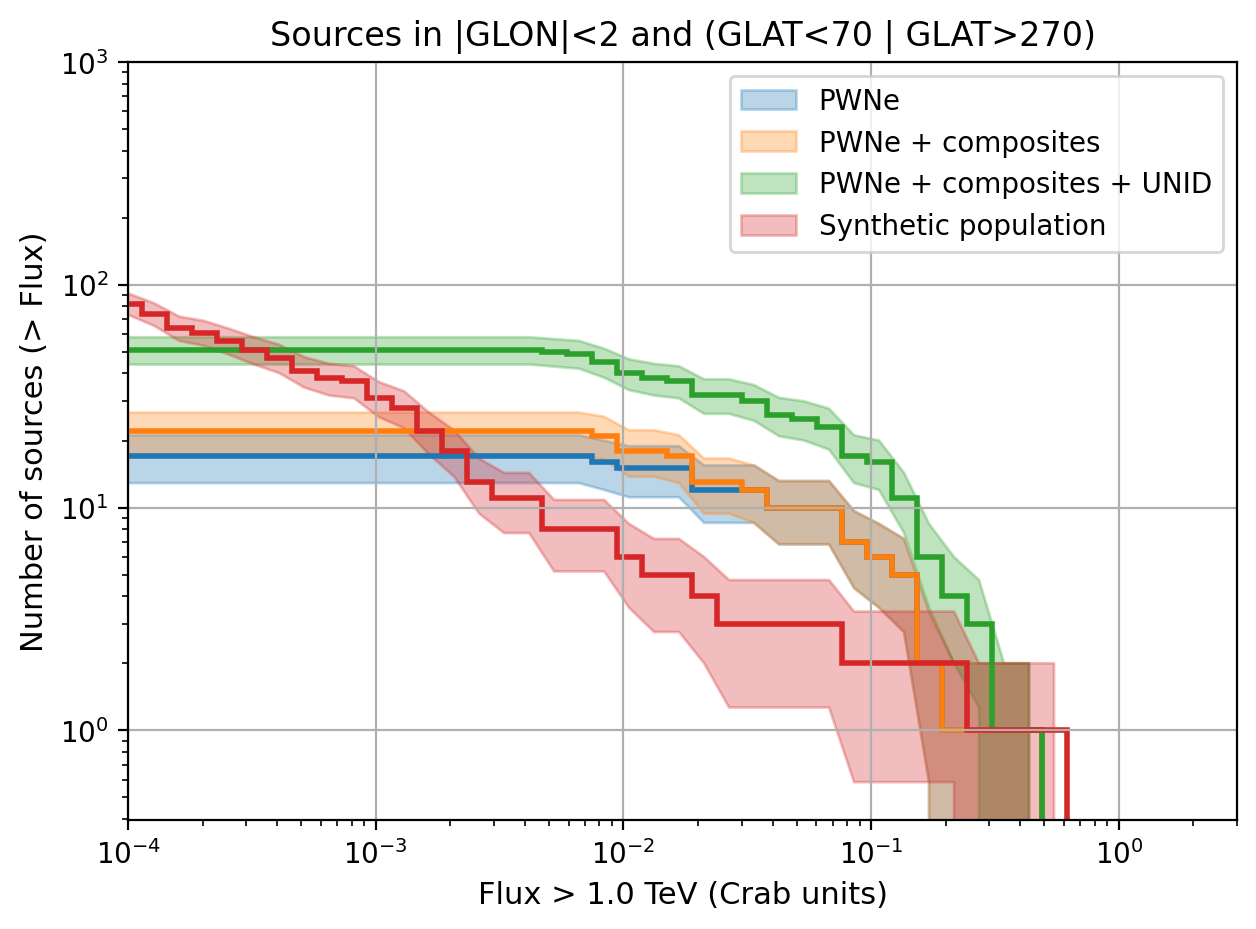 Sources in |GLON|<2 and (GLAT<70 | GLAT>270)
PWNe
PWNe + composites
PWNe + composites + UNID
Synthetic population
Number of sources (> Flux)
10³
10²
10¹
10⁰
10⁻⁴ 10⁻³ 10⁻² 10⁻¹ 10⁰
Flux > 1.0 TeV (Crab units)